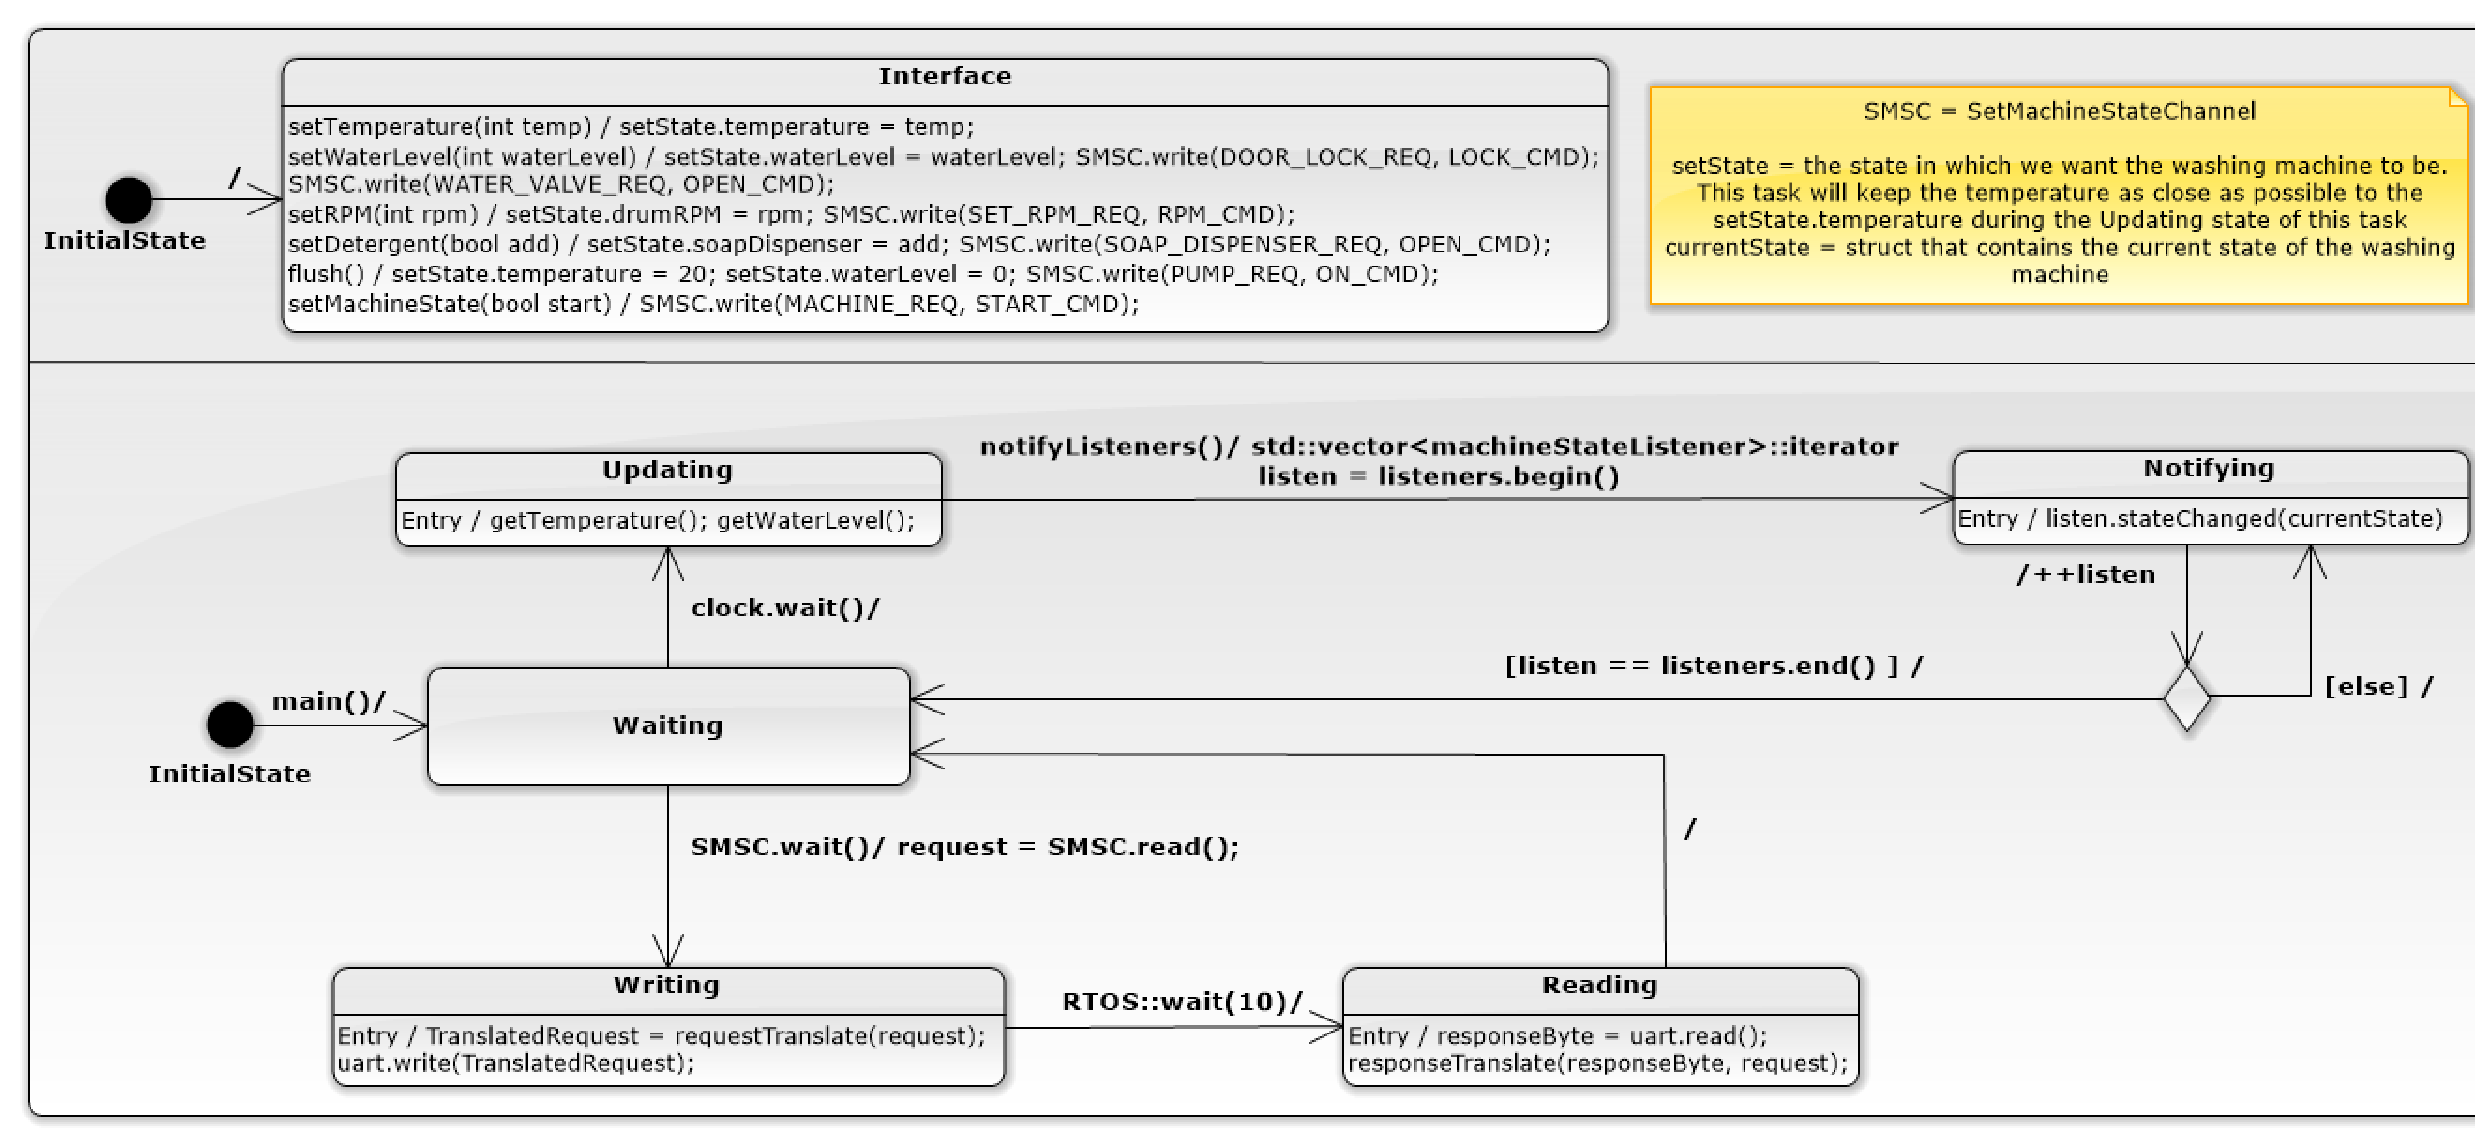 Interface
setTemperature(int temp) / setState.temperature = temp;
setWaterLevel(int waterLevel) / setState.waterLevel = waterLevel; SMSC.write(DOOR_LOCK_REQ, LOCK_CMD);
SMSC.write(WATER_VALVE_REQ, OPEN_CMD);
setRPM(int rpm) / setState.drumRPM = rpm; SMSC.write(SET_RPM_REQ, RPM_CMD);
setDetergent(bool add) / setState.soapDispenser = add; SMSC.write(SOAP_DISPENSER_REQ, OPEN_CMD);
flush() / setState.temperature = 20; setState.waterLevel = 0; SMSC.write(PUMP_REQ, ON_CMD);
setMachineState(bool start) / SMSC.write(MACHINE_REQ, START_CMD);
/
InitialState
SMSC = SetMachineStateChannel
setState = the state in which we want the washing machine to be.
This task will keep the temperature as close as possible to the
setState.temperature during the Updating state of this task
currentState = struct that contains the current state of the washing
machine
Updating
Entry / getTemperature(); getWaterLevel();
notifyListeners()/ std::vector<machineStateListener>::iterator
listen = listeners.begin()
Notifying
Entry / listen.stateChanged(currentState)
/++listen
clock.wait()/
[listen == listeners.end() ] /
[else] /
main()/
InitialState
Waiting
SMSC.wait()/ request = SMSC.read();
/
Writing
Entry / TranslatedRequest = requestTranslate(request);
uart.write(TranslatedRequest);
RTOS::wait(10)/
Reading
Entry / responseByte = uart.read();
responseTranslate(responseByte, request);